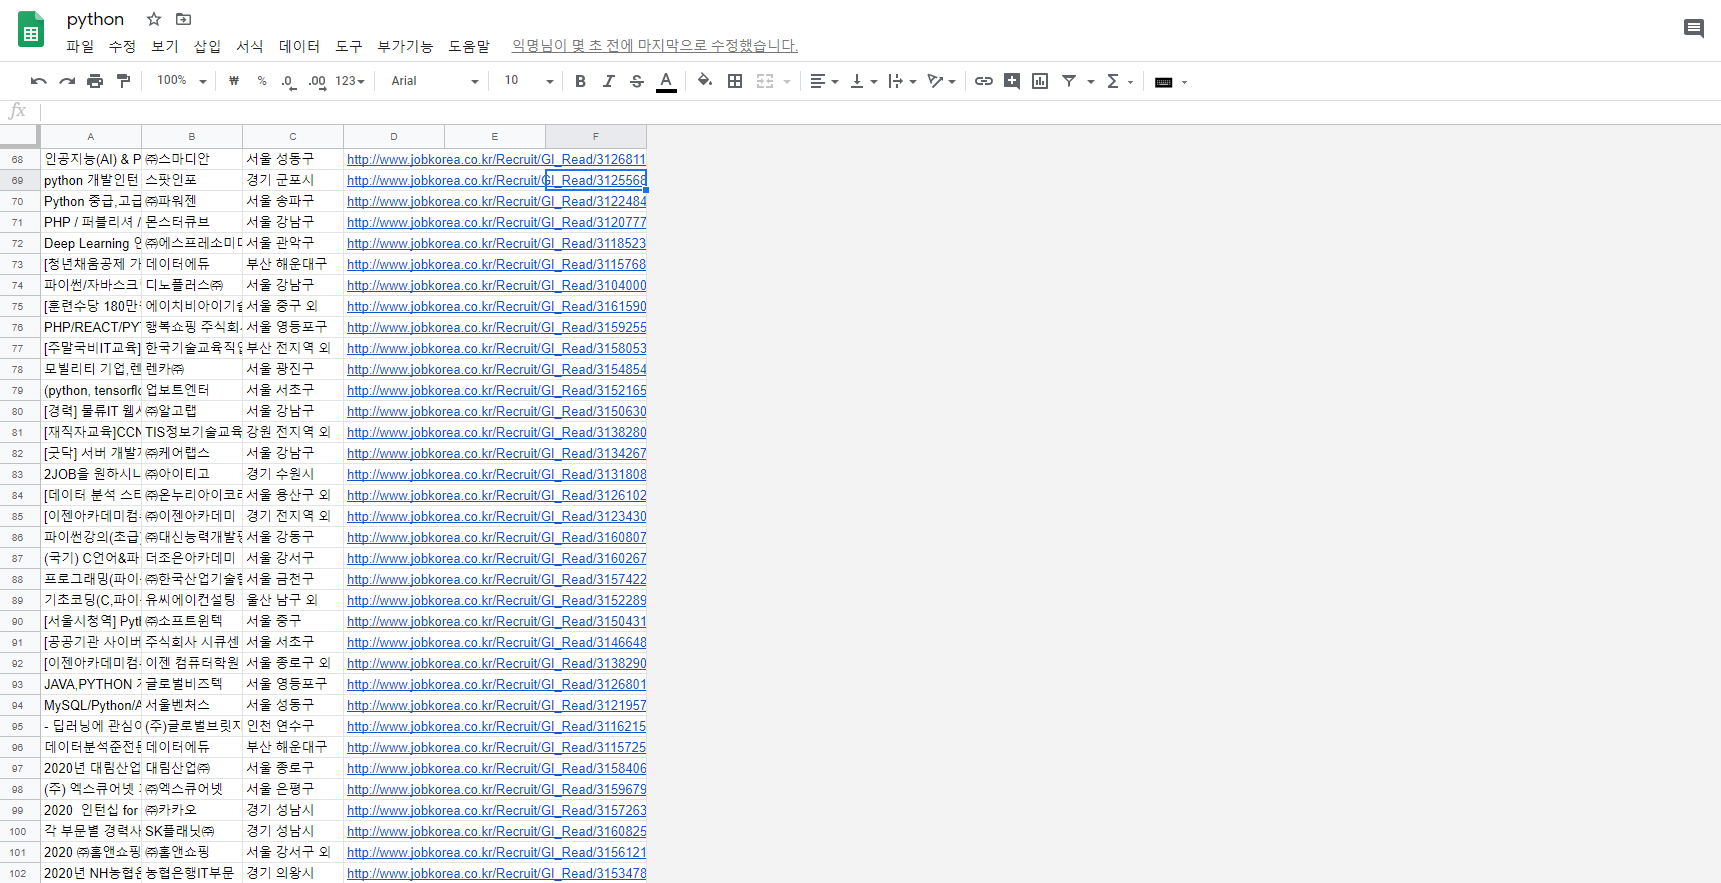 python
파일 수정 보기 삽입 서식 데이터 도구 부가기능 도움말 익명님이 몇 초 전에 마지막으로 수정했습니다.
100% ₩ % .0 .00 123 Arial 10 B I S A Σ
fx
A B C D E F
68 인공지능(AI) & P ㈜스마디안 서울 성동구 http://www.jobkorea.co.kr/Recruit/GI_Read/3126811
69 python 개발인턴 스팟인포 경기 군포시 http://www.jobkorea.co.kr/Recruit/GI_Read/3125568
70 Python 중급,고급 ㈜파워젠 서울 송파구 http://www.jobkorea.co.kr/Recruit/GI_Read/3122484
71 PHP / 퍼블리셔 / 몬스터큐브 서울 강남구 http://www.jobkorea.co.kr/Recruit/GI_Read/3120777
72 Deep Learning ㈜에스프레소미디 서울 관악구 http://www.jobkorea.co.kr/Recruit/GI_Read/3118523
73 [청년채움공제 가 데이터에듀 부산 해운대구 http://www.jobkorea.co.kr/Recruit/GI_Read/3115768
74 파이썬/자바스크 디노플러스㈜ 서울 강남구 http://www.jobkorea.co.kr/Recruit/GI_Read/3104000
75 [훈련수당 180만 에이치비아이기술 서울 중구 외 http://www.jobkorea.co.kr/Recruit/GI_Read/3161590
76 PHP/REACT/PY 행복쇼핑 주식회사 서울 영등포구 http://www.jobkorea.co.kr/Recruit/GI_Read/3159255
77 [주말국비IT교육] 한국기술교육직업 부산 전지역 외 http://www.jobkorea.co.kr/Recruit/GI_Read/3158053
78 모빌리티 기업,렌 렌카㈜ 서울 광진구 http://www.jobkorea.co.kr/Recruit/GI_Read/3154854
79 (python, tensorflo 업보트엔터 서울 서초구 http://www.jobkorea.co.kr/Recruit/GI_Read/3152165
80 [경력] 물류IT 웹 ㈜알고랩 서울 강남구 http://www.jobkorea.co.kr/Recruit/GI_Read/3150630
81 [재직자교육]CCN TIS정보기술교육 강원 전지역 외 http://www.jobkorea.co.kr/Recruit/GI_Read/3138280
82 [굿닥] 서버 개발 ㈜케어랩스 서울 강남구 http://www.jobkorea.co.kr/Recruit/GI_Read/3134267
83 2JOB을 원하시 ㈜아이티고 경기 수원시 http://www.jobkorea.co.kr/Recruit/GI_Read/3131808
84 [데이터 분석 스타 ㈜온누리아이코리 서울 용산구 외 http://www.jobkorea.co.kr/Recruit/GI_Read/3126102
85 [이젠아카데미컴 ㈜이젠아카데미 경기 전지역 외 http://www.jobkorea.co.kr/Recruit/GI_Read/3123430
86 파이썬강의(초급) ㈜대신능력개발 서울 강동구 http://www.jobkorea.co.kr/Recruit/GI_Read/3160807
87 (국기) C언어&파 더조은아카데미 서울 강서구 http://www.jobkorea.co.kr/Recruit/GI_Read/3160267
88 프로그래밍(파이 ㈜한국산업기술협 서울 금천구 http://www.jobkorea.co.kr/Recruit/GI_Read/3157422
89 기초코딩(C,파이 유씨에이컨설팅 울산 남구 외 http://www.jobkorea.co.kr/Recruit/GI_Read/3152289
90 [서울시청역] Pyt ㈜소프트윈텍 서울 중구 http://www.jobkorea.co.kr/Recruit/GI_Read/3150431
91 [공공기관 사이버 주식회사 시큐센 서울 서초구 http://www.jobkorea.co.kr/Recruit/GI_Read/3146648
92 [이젠아카데미컴 이젠 컴퓨터학원 서울 종로구 외 http://www.jobkorea.co.kr/Recruit/GI_Read/3138290
93 JAVA,PYTHON 글로벌비즈텍 서울 영등포구 http://www.jobkorea.co.kr/Recruit/GI_Read/3126801
94 MySQL/Python/A 서울벤처스 서울 성동구 http://www.jobkorea.co.kr/Recruit/GI_Read/3121957
95 - 딥러닝에 관심이 (주)글로벌브릿지 인천 연수구 http://www.jobkorea.co.kr/Recruit/GI_Read/3116215
96 데이터분석준전문 데이터에듀 부산 해운대구 http://www.jobkorea.co.kr/Recruit/GI_Read/3115725
97 2020년 대림산업 대림산업㈜ 서울 종로구 http://www.jobkorea.co.kr/Recruit/GI_Read/3158406
98 (주) 엑스큐어넷 ㈜엑스큐어넷 서울 은평구 http://www.jobkorea.co.kr/Recruit/GI_Read/3159679
99 2020 인턴십 for ㈜카카오 경기 성남시 http://www.jobkorea.co.kr/Recruit/GI_Read/3157263
100 각 부문별 경력사 SK플래닛㈜ 경기 성남시 http://www.jobkorea.co.kr/Recruit/GI_Read/3160825
101 2020 ㈜홈앤쇼핑 ㈜홈앤쇼핑 서울 강서구 외 http://www.jobkorea.co.kr/Recruit/GI_Read/3156121
102 2020년 NH농협은 농협은행IT부문 경기 의왕시 http://www.jobkorea.co.kr/Recruit/GI_Read/3153478